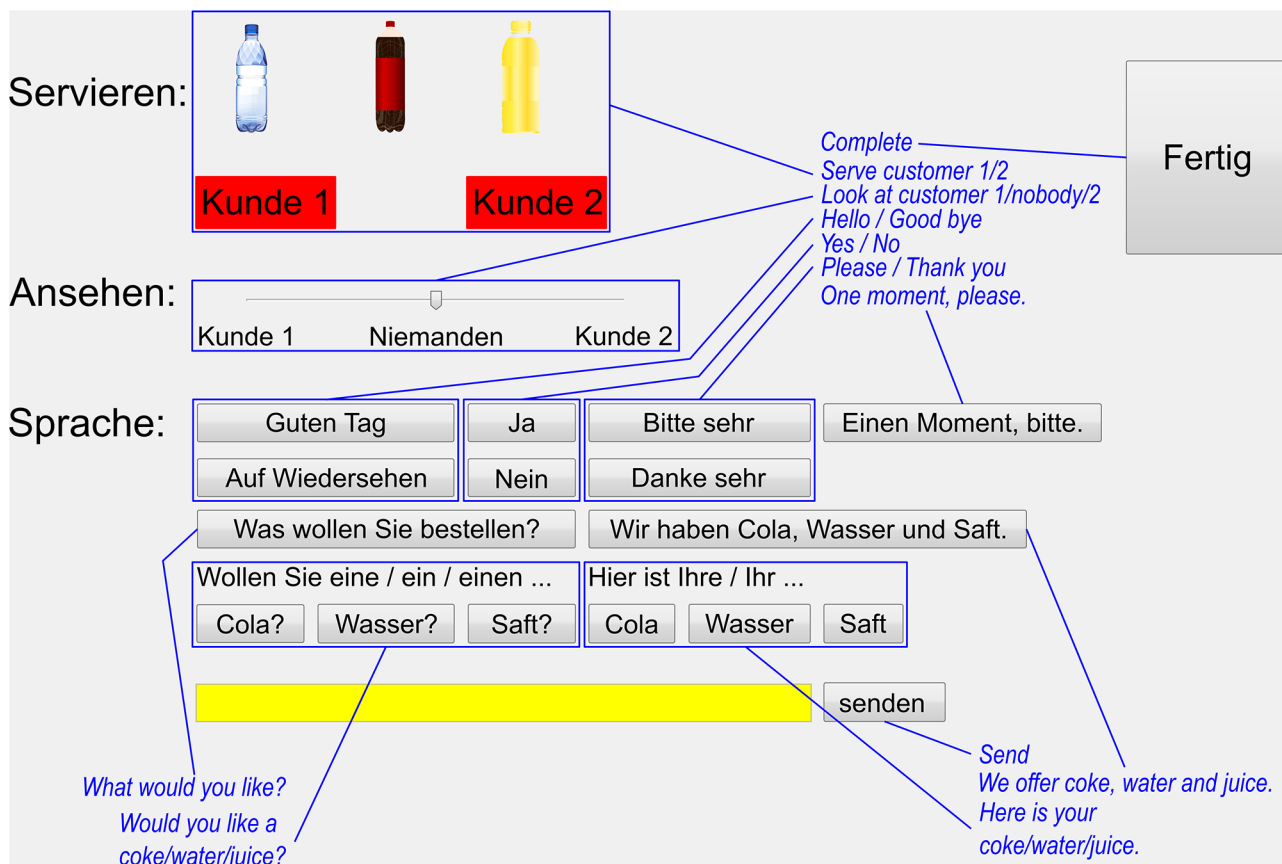 Servieren:
Kunde 1
Kunde 2
Complete
Serve customer 1/2
Look at customer 1/nobody/2
Hello / Good bye
Yes / No
Please / Thank you
One moment, please.
Fertig
Ansehen:
Kunde 1 Niemanden Kunde 2
Sprache:
Guten Tag Ja Bitte sehr Einen Moment, bitte.
Auf Wiedersehen Nein Danke sehr
Was wollen Sie bestellen? Wir haben Cola, Wasser und Saft.
Wollen Sie eine / ein / einen ... Hier ist Ihre / Ihr ...
Cola? Wasser? Saft? Cola Wasser Saft
senden
What would you like?
Would you like a
coke/water/juice?
Send
We offer coke, water and juice.
Here is your
coke/water/juice.